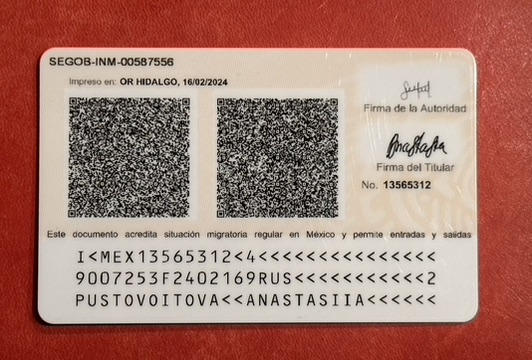 SEGOB-INM-00587556
Impreso en: OR HIDALGO, 16/02/2024
Firma de la Autoridad
Firma del Titular
No. 13565312
Este documento acredita situación migratoria regular en México y permite entradas y salidas
I<MEX13565312<4<<<<<<<<<<<<<<<
9007253F2402169RUS<<<<<<<<<<<2
PUSTOVOITOVA<<ANASTASIIA<<<<<<